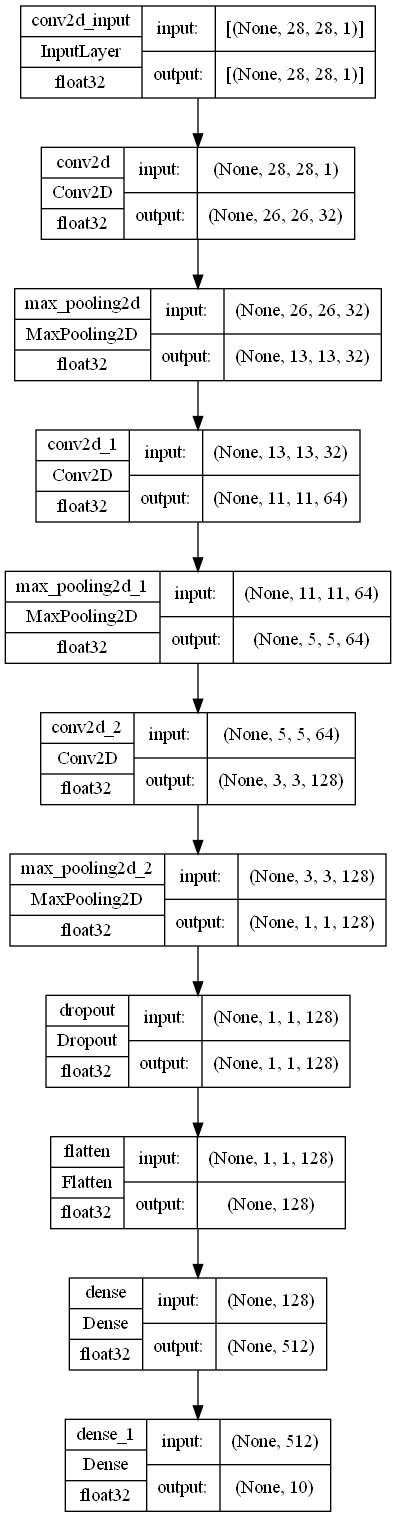 conv2d_input
InputLayer
float32
input:
[(None, 28, 28, 1)]
output:
[(None, 28, 28, 1)]
conv2d
Conv2D
float32
input:
(None, 28, 28, 1)
output:
(None, 26, 26, 32)
max_pooling2d
MaxPooling2D
float32
input:
(None, 26, 26, 32)
output:
(None, 13, 13, 32)
conv2d_1
Conv2D
float32
input:
(None, 13, 13, 32)
output:
(None, 11, 11, 64)
max_pooling2d_1
MaxPooling2D
float32
input:
(None, 11, 11, 64)
output:
(None, 5, 5, 64)
conv2d_2
Conv2D
float32
input:
(None, 5, 5, 64)
output:
(None, 3, 3, 128)
max_pooling2d_2
MaxPooling2D
float32
input:
(None, 3, 3, 128)
output:
(None, 1, 1, 128)
dropout
Dropout
float32
input:
(None, 1, 1, 128)
output:
(None, 1, 1, 128)
flatten
Flatten
float32
input:
(None, 1, 1, 128)
output:
(None, 128)
dense
Dense
float32
input:
(None, 128)
output:
(None, 512)
dense_1
Dense
float32
input:
(None, 512)
output:
(None, 10)